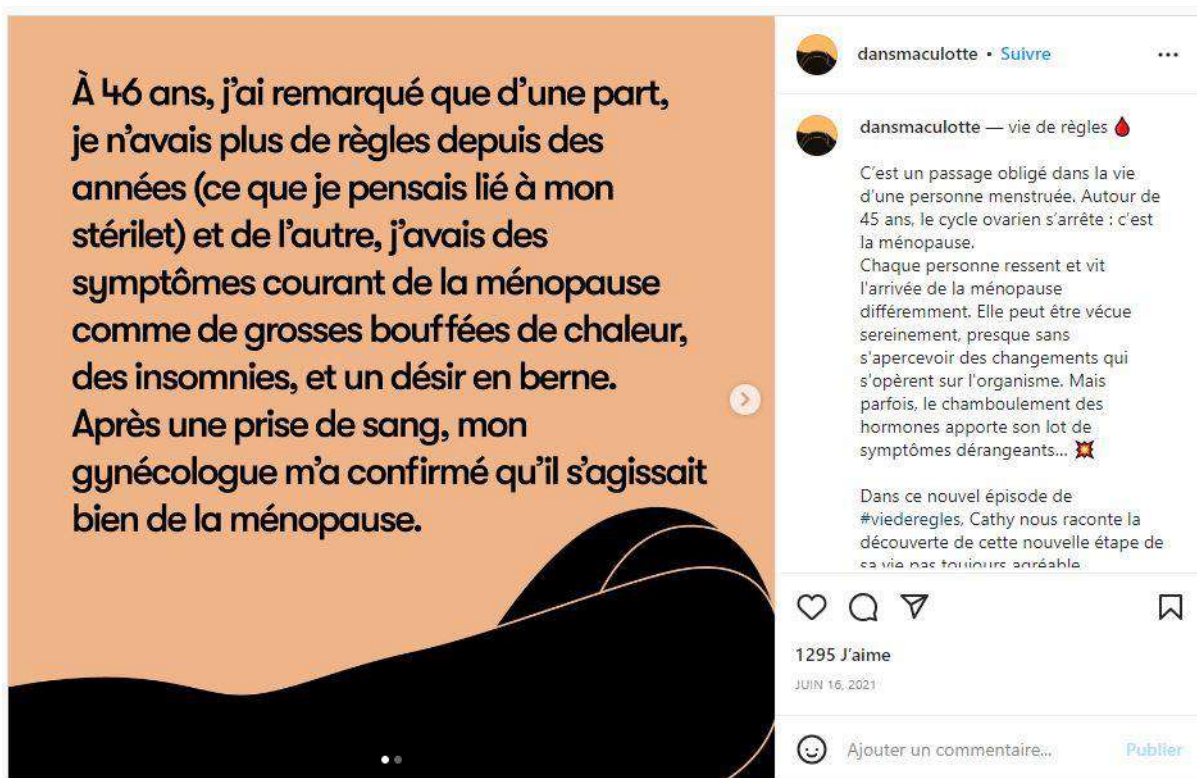 À 46 ans, j'ai remarqué que d'une part,
je n'avais plus de règles depuis des
années (ce que je pensais lié à mon
stérilet) et de l'autre, j'avais des
symptômes courant de la ménopause
comme de grosses bouffées de chaleur,
des insomnies, et un désir en berne.
Après une prise de sang, mon
gynécologue m'a confirmé qu'il s'agissait
bien de la ménopause.
dansmaculotte • Suivre
dansmaculotte — vie de règles 🩸
C'est un passage obligé dans la vie
d'une personne menstruée. Autour de
45 ans, le cycle ovarien s'arrête : c'est
la ménopause.
Chaque personne ressent et vit
l'arrivée de la ménopause
différemment. Elle peut être vécue
sereinement, presque sans
s'apercevoir des changements qui
s'opèrent sur l'organisme. Mais
parfois, le chamboulement des
hormones apporte son lot de
symptômes dérangeants... 💥
Dans ce nouvel épisode de
#viederegles, Cathy nous raconte la
découverte de cette nouvelle étape de
sa vie pas toujours agréable
1295 J'aime
JUIN 16, 2021
Ajouter un commentaire... Publier